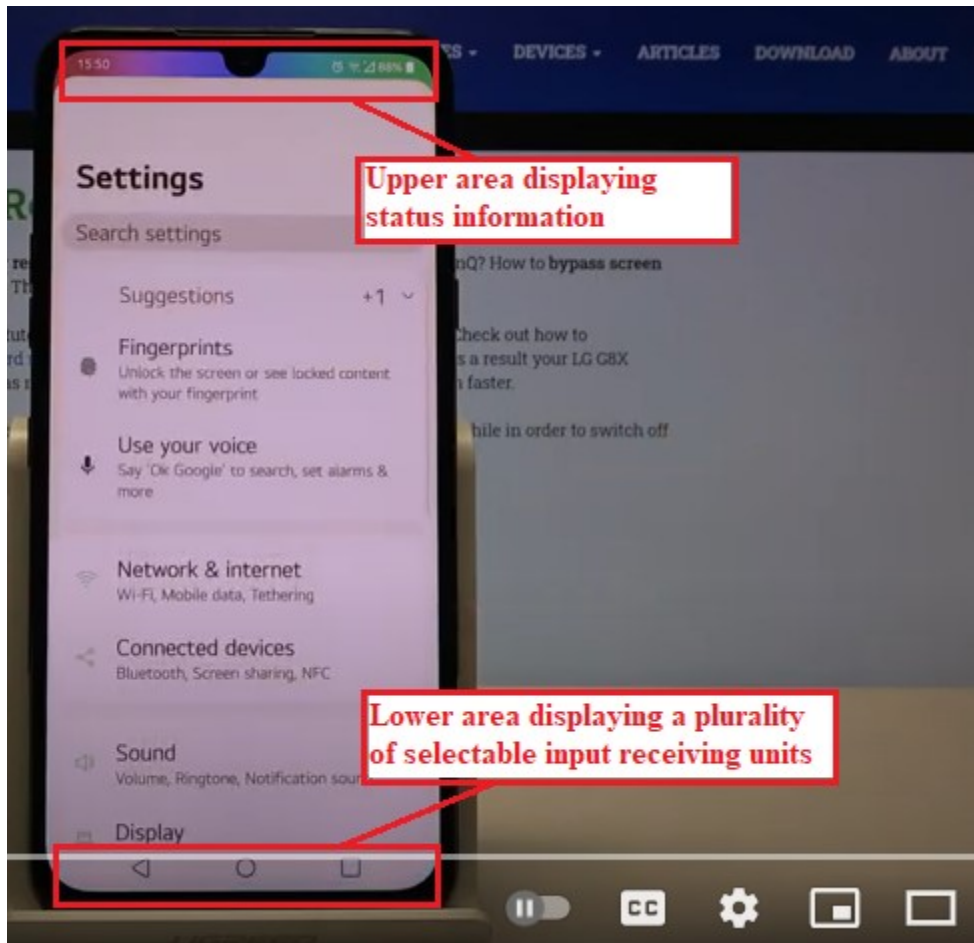 ES DEVICES ARTICLES DOWNLOAD ABOUT
15:50 88%
Settings
Upper area displaying
status information
Search settings
nQ? How to bypass screen
Suggestions +1
Check out how to
Fingerprints
Unlock the screen or see locked content
with your fingerprint
s a result your LG G8X
faster.
Use your voice
hile in order to switch off
Say 'Ok Google' to search, set alarms &
more
Network & internet
Wi-Fi, Mobile data, Tethering
Connected devices
Bluetooth, Screen sharing, NFC
Lower area displaying a plurality
of selectable input receiving units
Sound
Volume, Ringtone, Notification soun
Display
CC